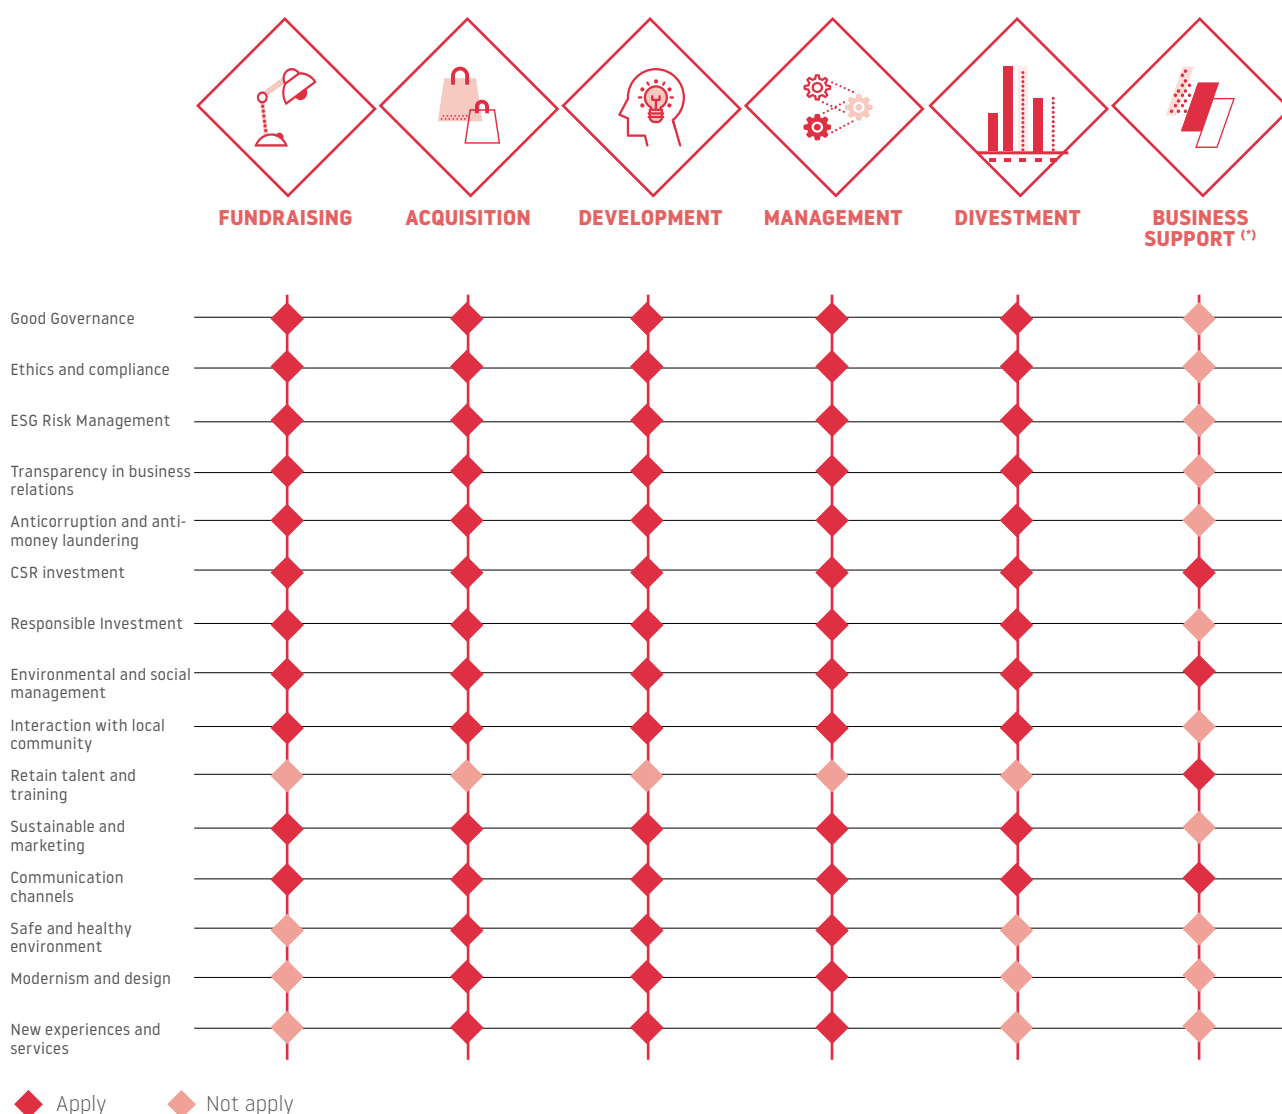 FUNDRAISING
ACQUISITION
DEVELOPMENT
MANAGEMENT
DIVESTMENT
BUSINESS
SUPPORT (*)
Good Governance
Ethics and compliance
ESG Risk Management
Transparency in business
relations
Anticorruption and anti-
money laundering
CSR investment
Responsible Investment
Environmental and social
management
Interaction with local
community
Retain talent and
training
Sustainable and
marketing
Communication
channels
Safe and healthy
environment
Modernism and design
New experiences and
services
Apply
Not apply